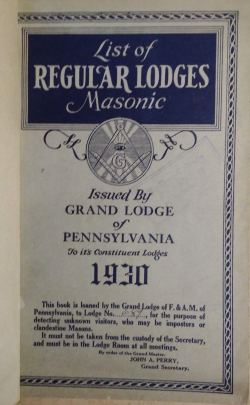 List of
REGULAR LODGES
Masonic
G
Issued By
GRAND LODGE
of
PENNSYLVANIA
To its Constituent Lodges
1930
This book is loaned by the Grand Lodge of F. & A. M. of
Pennsylvania, to Lodge No. , for the purpose of
detecting unknown visitors, who may be imposters or
clandestine Masons.
It must not be taken from the custody of the Secretary,
and must be in the Lodge Room at all meetings.
By order of the Grand Master.
JOHN A. PERRY,
Grand Secretary.